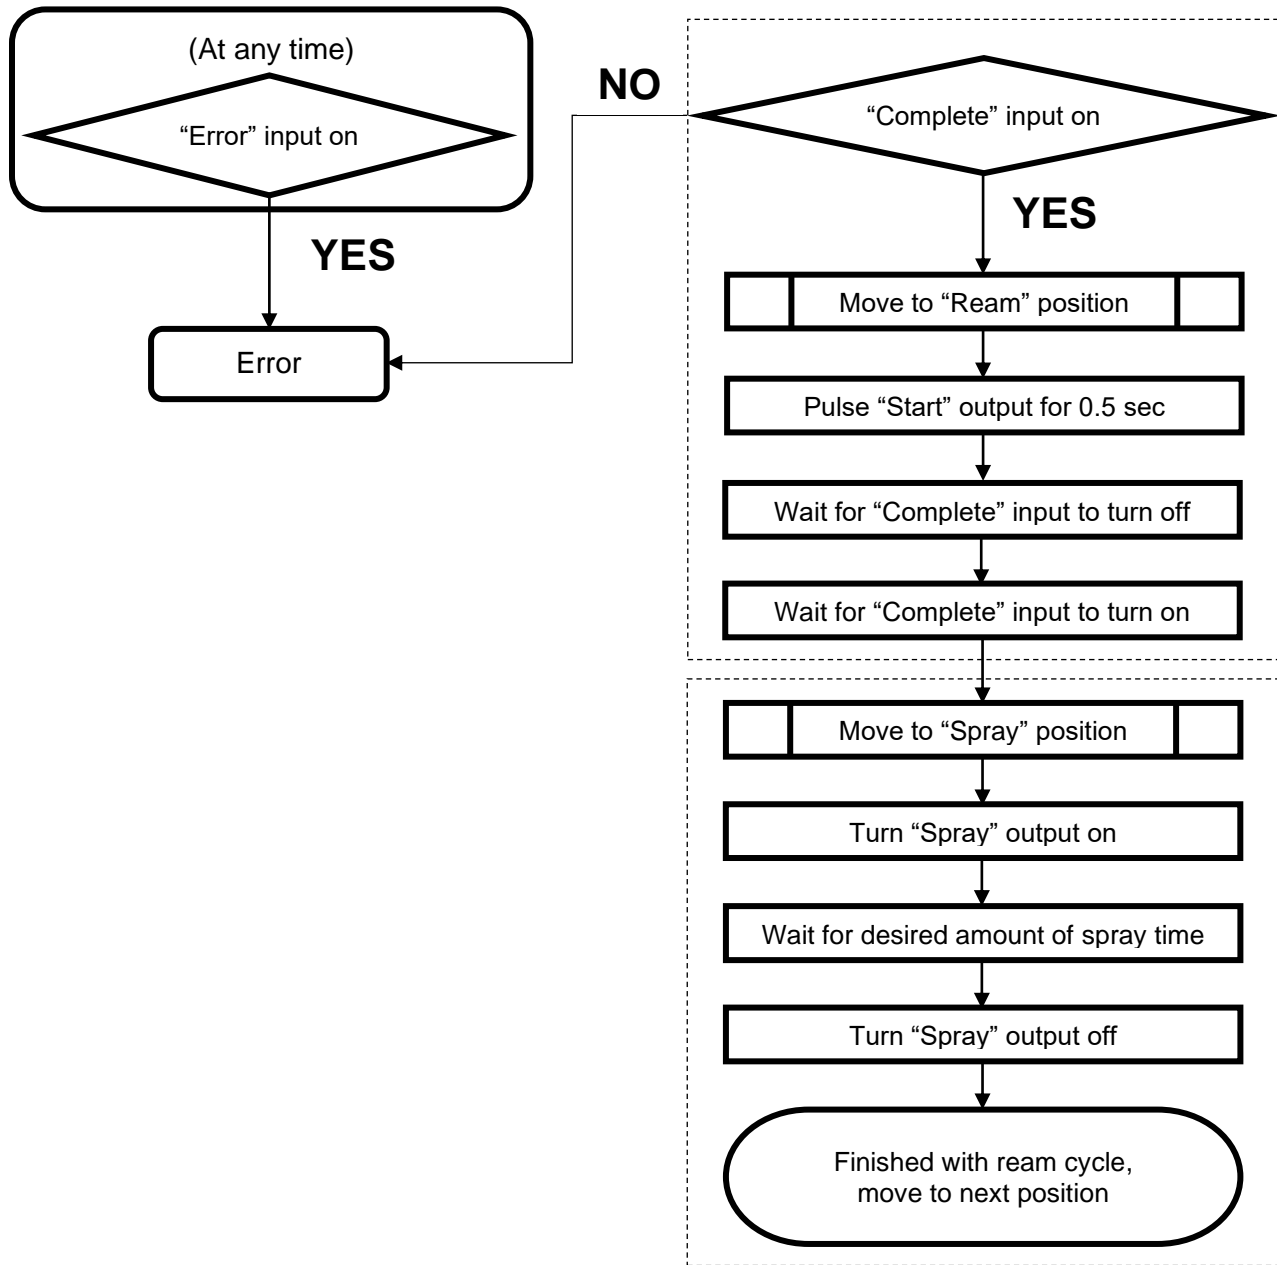 (At any time)
“Error” input on
YES
Error
NO
“Complete” input on
YES
Move to “Ream” position
Pulse “Start” output for 0.5 sec
Wait for “Complete” input to turn off
Wait for “Complete” input to turn on
Move to “Spray” position
Turn “Spray” output on
Wait for desired amount of spray time
Turn “Spray” output off
Finished with ream cycle,
move to next position